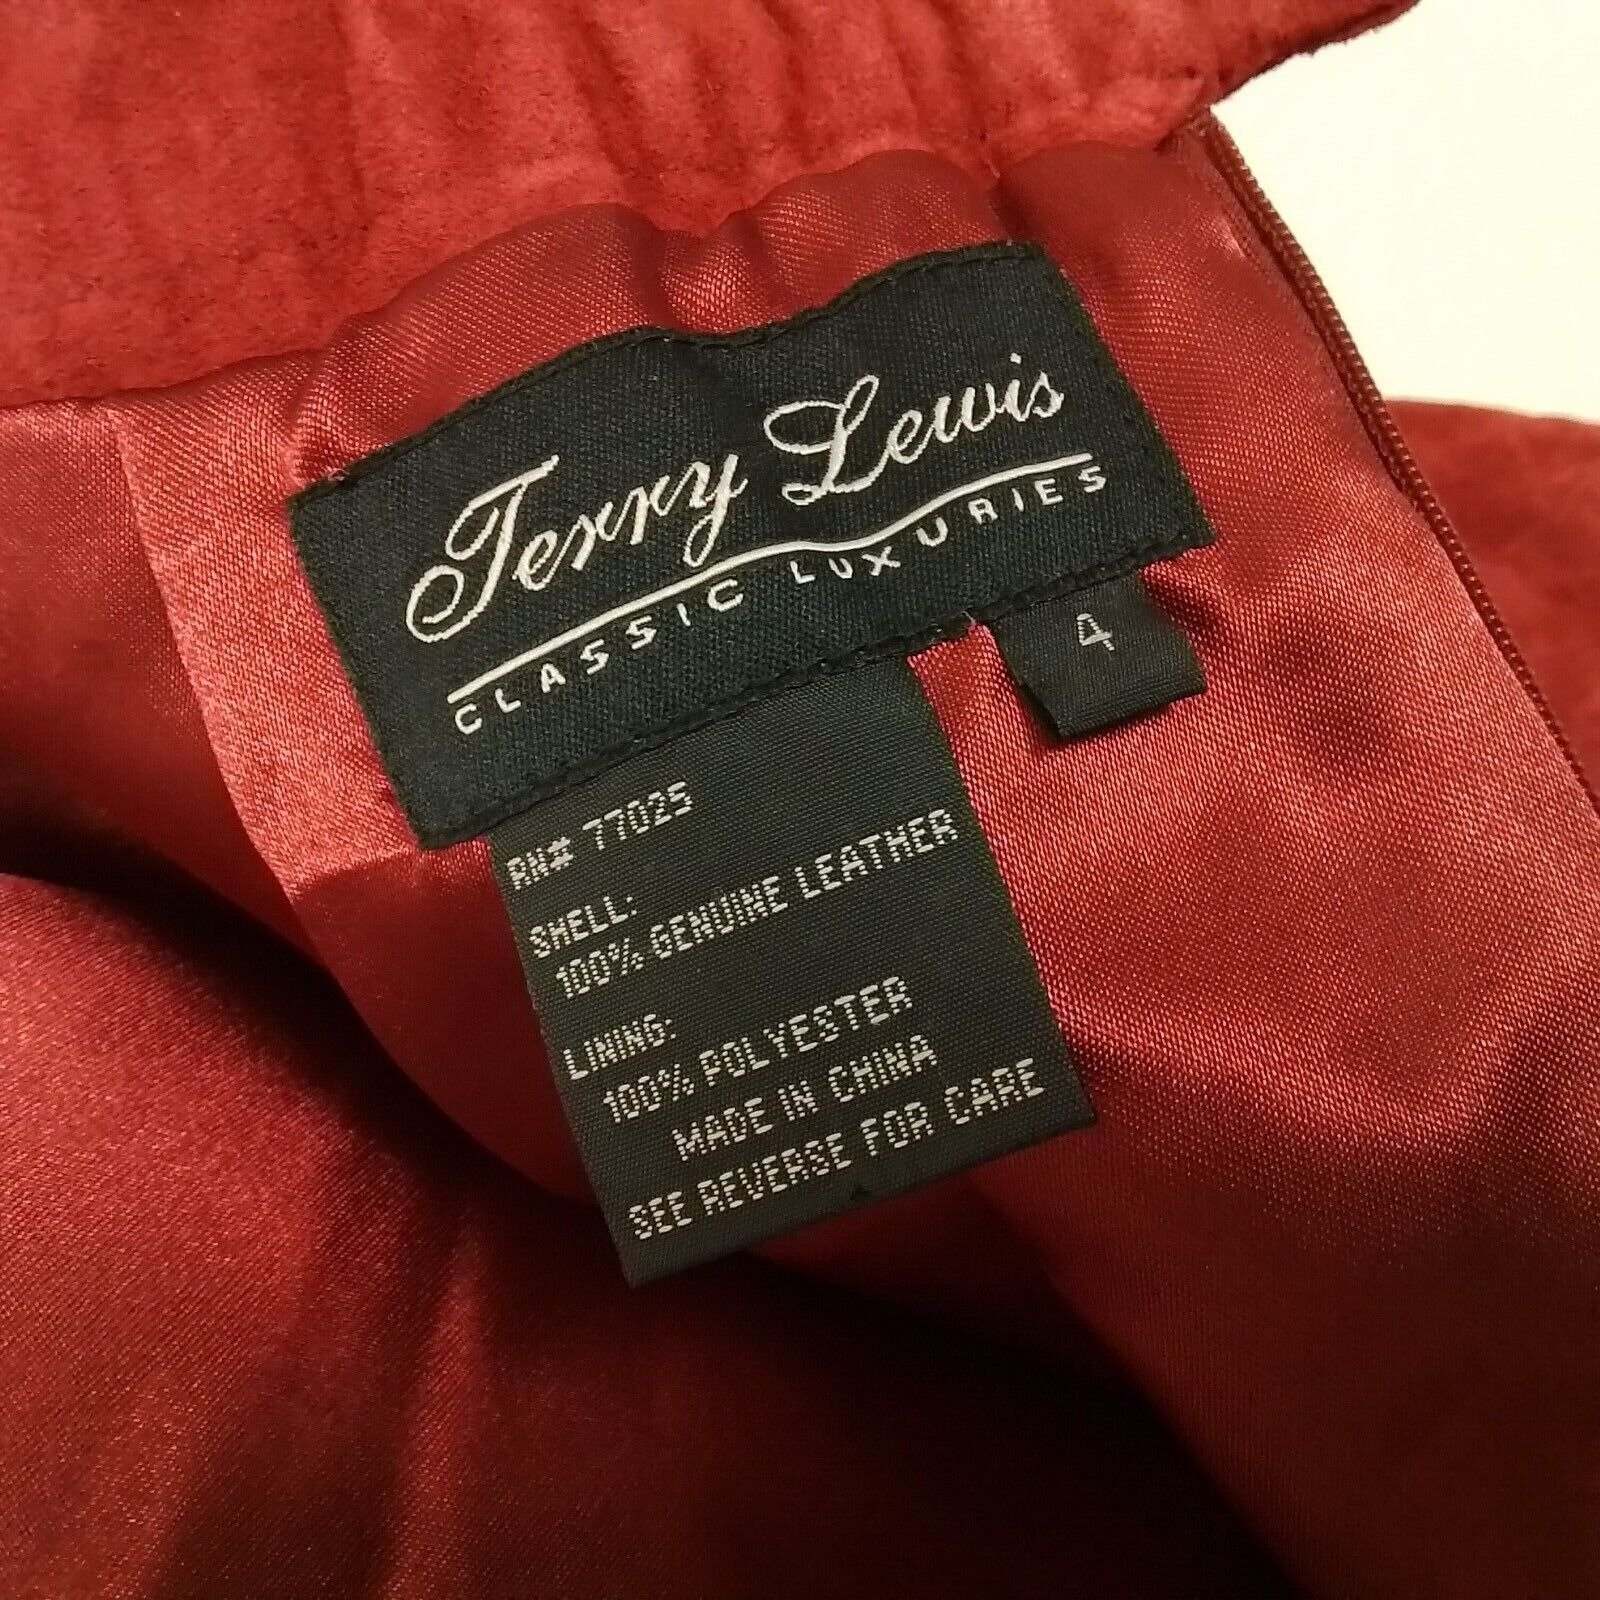 Terry Lewis
CLASSIC LUXURIES
4
RN# 77025
SHELL:
100% GENUINE LEATHER
LINING:
100% POLYESTER
MADE IN CHINA
SEE REVERSE FOR CARE